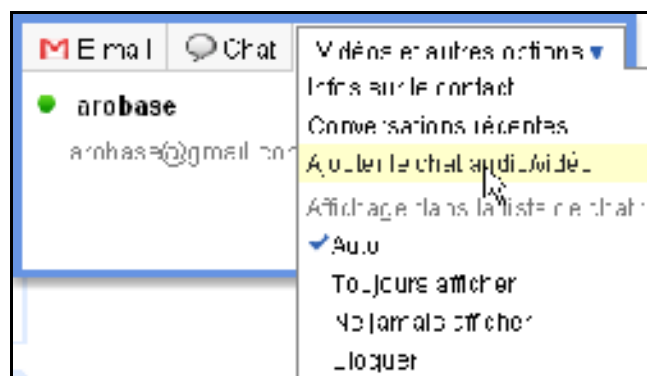 Email Chat Vidéos et autres options
arobase
arobase@gmail.com
Infos sur le contact
Conversations récentes
Ajouter le chat audio/vidéo
Affichage dans la liste de chat
Auto
Toujours afficher
Ne jamais afficher
Bloquer